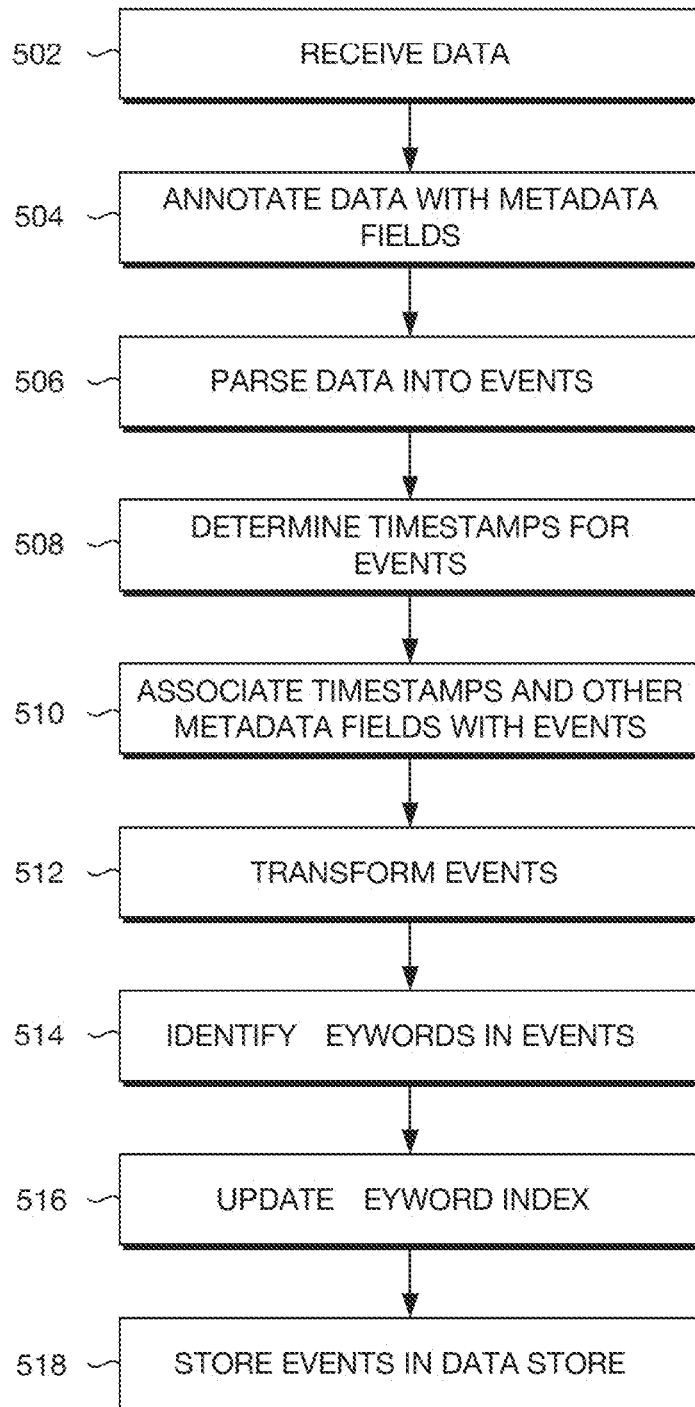 502
RECEIVE DATA
504
ANNOTATE DATA WITH METADATA
FIELDS
506
PARSE DATA INTO EVENTS
508
DETERMINE TIMESTAMPS FOR
EVENTS
510
ASSOCIATE TIMESTAMPS AND OTHER
METADATA FIELDS WITH EVENTS
512
TRANSFORM EVENTS
514
IDENTIFY EYWORDS IN EVENTS
516
UPDATE EYWORD INDEX
518
STORE EVENTS IN DATA STORE